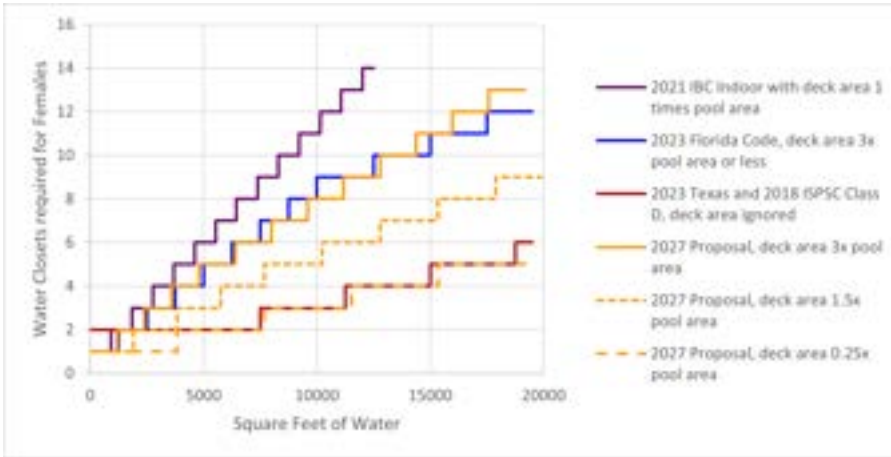 16
14
12
10
8
6
4
2
0
Water Closets required for Females
0 5000 10000 15000 20000
Square Feet of Water
2021 IBC Indoor with deck area 1
times pool area
2023 Florida Code, deck area 3x
pool area or less
2023 Texas and 2018 ISPSC Class
D, deck area ignored
2027 Proposal, deck area 3x pool
area
2027 Proposal, deck area 1.5x
pool area
2027 Proposal, deck area 0.25x
pool area